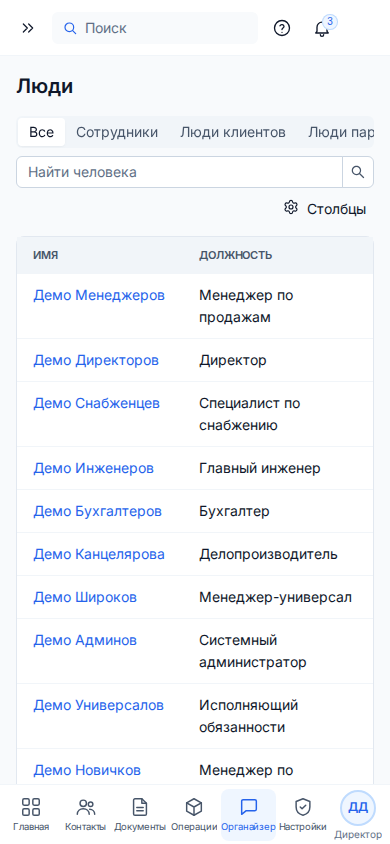 Поиск
3
Люди
Все Сотрудники Люди клиентов Люди пар
Найти человека
Столбцы
ИМЯ ДОЛЖНОСТЬ
Демо Менеджеров Менеджер по
продажам
Демо Директоров Директор
Демо Снабженцев Специалист по
снабжению
Демо Инженеров Главный инженер
Демо Бухгалтеров Бухгалтер
Демо Канцелярова Делопроизводитель
Демо Широков Менеджер-универсал
Демо Админов Системный
администратор
Демо Универсалов Исполняющий
обязанности
Демо Новичков Менеджер по
ДД
Главная Контакты Документы Операции Органайзер Настройки Директор